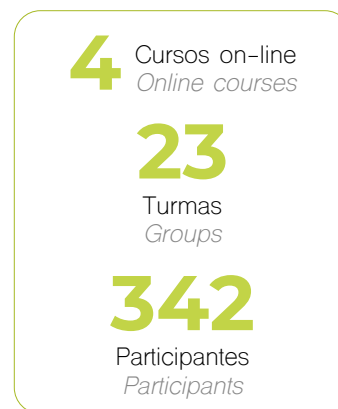 4 Cursos on-line
Online courses
23
Turmas
Groups
342
Participantes
Participants